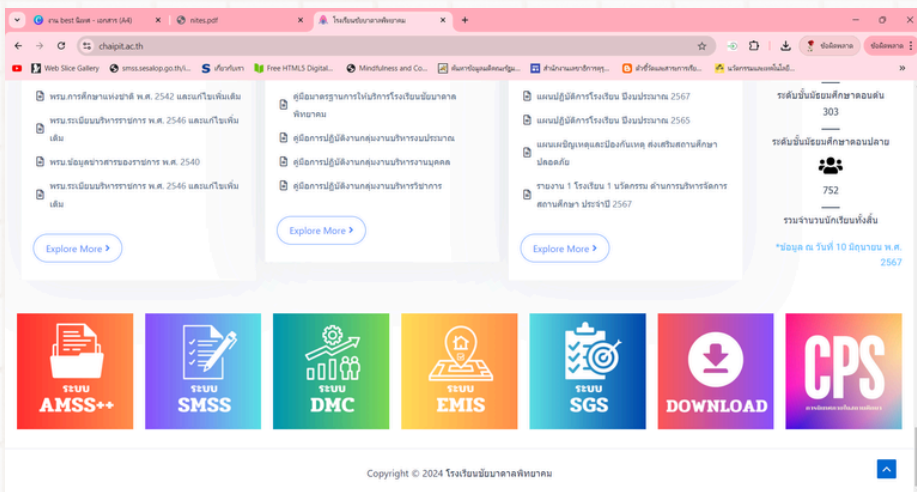 งาน best นิเทศ - เอกสาร (A4)
nites.pdf
โรงเรียนชัยบาดาลพิทยาคม
chaipit.ac.th
ข้อผิดพลาด
Web Slice Gallery
smss.sesalop.go.th/i...
เกี่ยวกับเรา
Free HTML5 Digital...
Mindfulness and Co...
พรบ.การศึกษาแห่งชาติ พ.ศ. 2542 และแก้ไขเพิ่มเติม
พรบ.ระเบียบบริหารราชการ พ.ศ. 2546 และแก้ไขเพิ่ม
เติม
พรบ.ข้อมูลข่าวสารของราชการ พ.ศ. 2540
พรบ.ระเบียบบริหารราชการ พ.ศ. 2546 และแก้ไขเพิ่ม
เติม
Explore More
คู่มือมาตรฐานการให้บริการโรงเรียนชัยบาดาล
พิทยาคม
คู่มือการปฏิบัติงานกลุ่มงานบริหารงบประมาณ
คู่มือการปฏิบัติงานกลุ่มงานบริหารงานบุคคล
คู่มือการปฏิบัติงานกลุ่มงานบริหารวิชาการ
Explore More
แผนปฏิบัติการโรงเรียน ปีงบประมาณ 2567
แผนปฏิบัติการโรงเรียน ปีงบประมาณ 2565
แผนเผชิญเหตุและป้องกันเหตุ ส่งเสริมสถานศึกษา
ปลอดภัย
รายงาน 1 โรงเรียน 1 นวัตกรรม ด้านการบริหารจัดการ
สถานศึกษา ประจำปี 2567
Explore More
ระดับชั้นมัธยมศึกษาตอนต้น
303
ระดับชั้นมัธยมศึกษาตอนปลาย
752
รวมจำนวนนักเรียนทั้งสิ้น
*ข้อมูล ณ วันที่ 10 มิถุนายน พ.ศ.
2567
ระบบ
AMSS++
ระบบ
SMSS
ระบบ
DMC
ระบบ
EMIS
ระบบ
SGS
DOWNLOAD
CPS
Copyright © 2024 โรงเรียนชัยบาดาลพิทยาคม